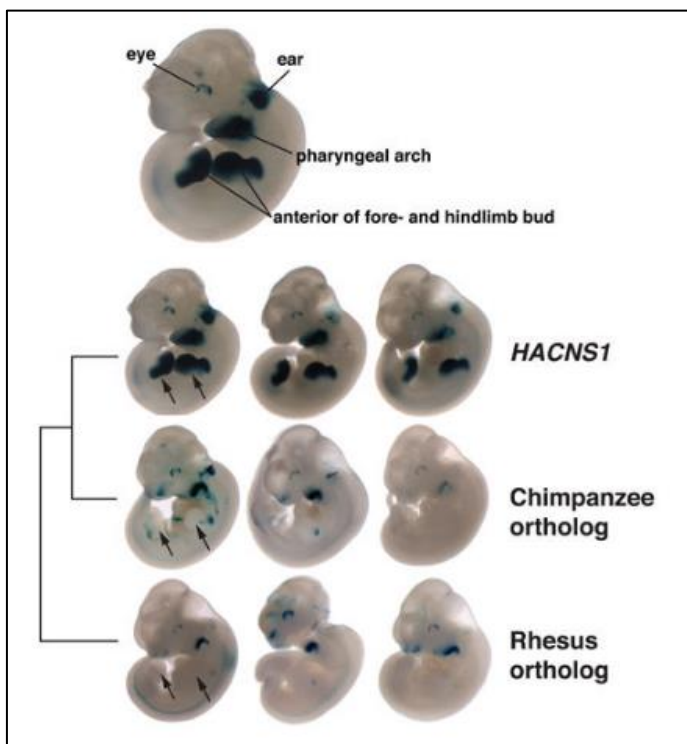 eye
ear
pharyngeal arch
anterior of fore- and hindlimb bud
HACNS1
Chimpanzee
ortholog
Rhesus
ortholog